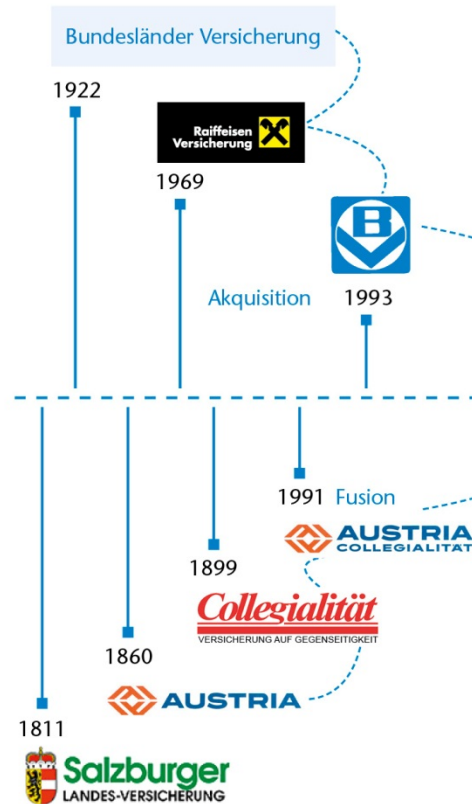 Bundesländer Versicherung
1922
Raiffeisen
Versicherung
1969
BV
Akquisition
1993
1991 Fusion
AUSTRIA
COLLEGIALITÄT
1899
Collegialität
VERSICHERUNG AUF GEGENSEITIGKEIT
1860
AUSTRIA
1811
Salzburger
LANDES-VERSICHERUNG